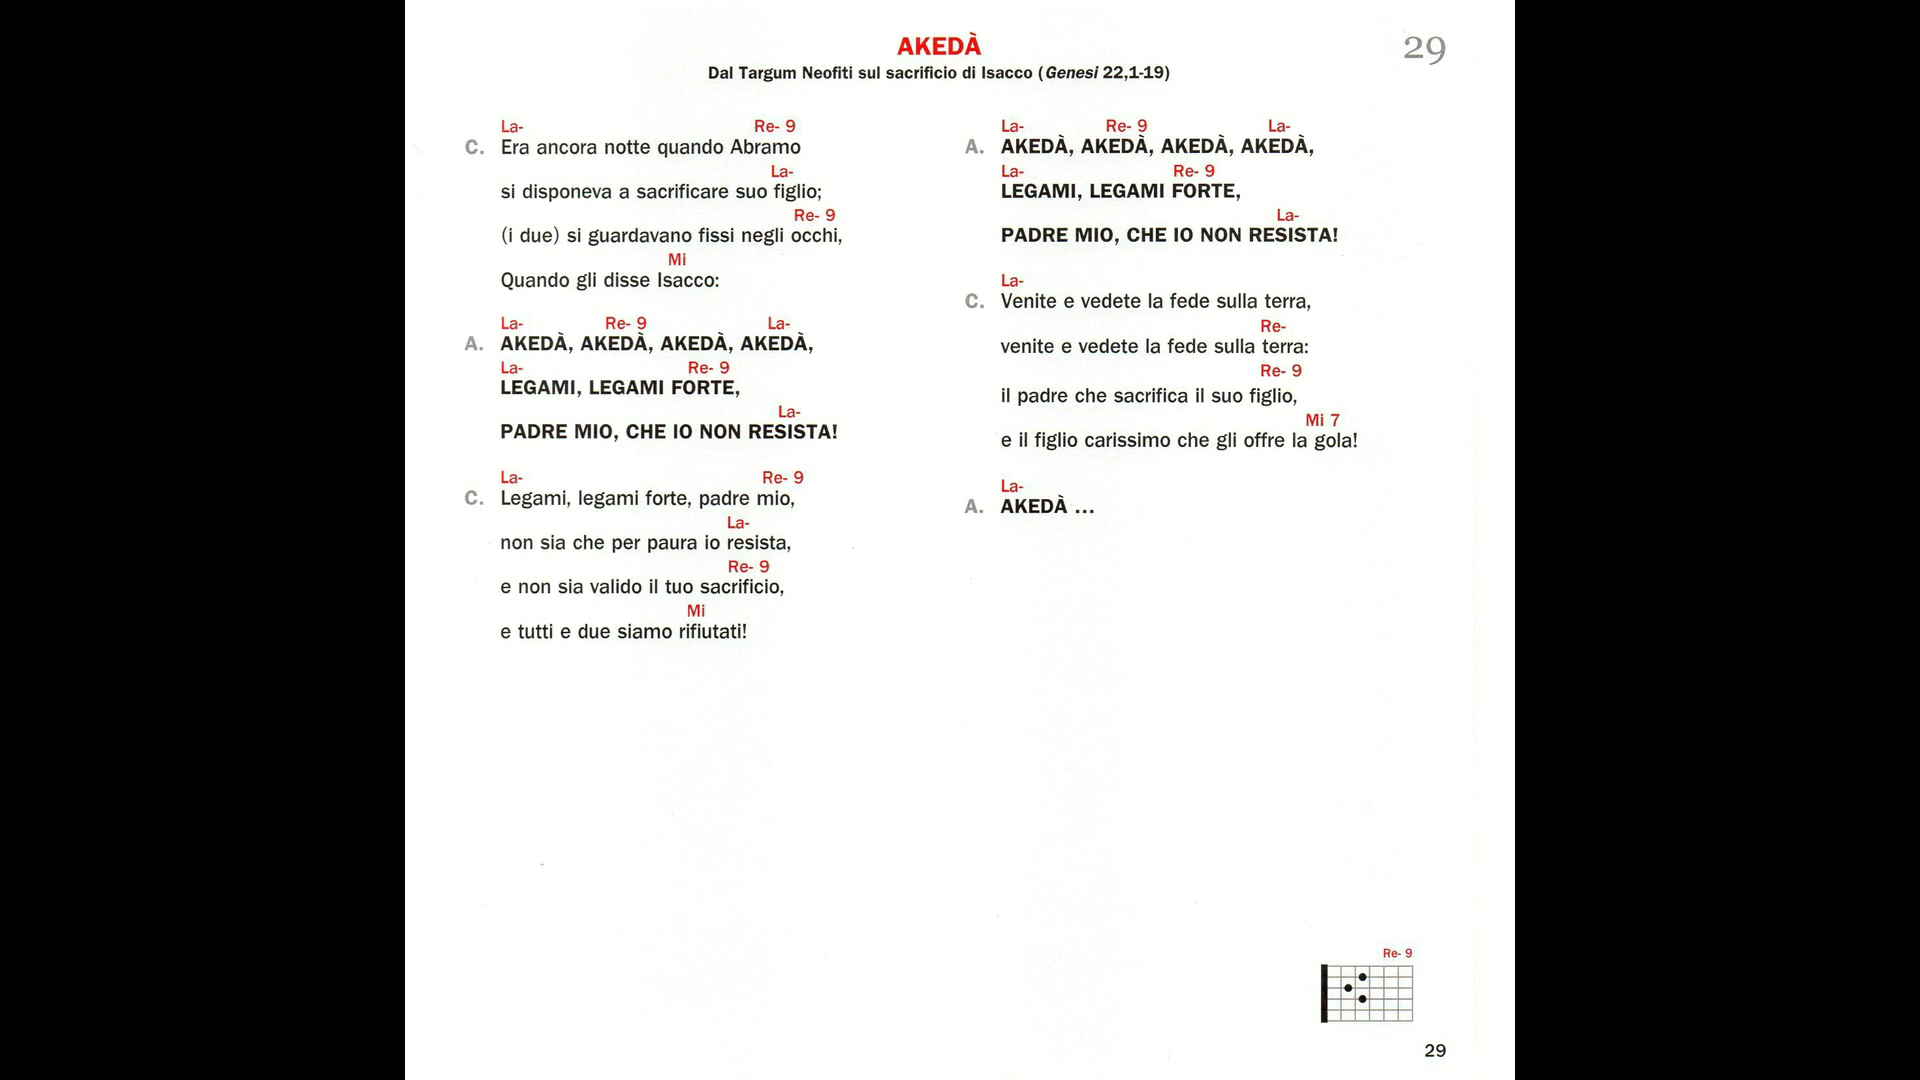 AKEDÀ
29
Dal Targum Neofiti sul sacrificio di Isacco (Genesi 22,1-19)
La- Re- 9
C. Era ancora notte quando Abramo
La-
si disponeva a sacrificare suo figlio;
Re- 9
(i due) si guardavano fissi negli occhi,
Mi
Quando gli disse Isacco:
La- Re- 9 La-
A. AKEDÀ, AKEDÀ, AKEDÀ, AKEDÀ,
La- Re- 9
LEGAMI, LEGAMI FORTE,
La-
PADRE MIO, CHE IO NON RESISTA!
La- Re- 9
C. Legami, legami forte, padre mio,
La-
non sia che per paura io resista,
Re- 9
e non sia valido il tuo sacrificio,
Mi
e tutti e due siamo rifiutati!
La- Re- 9 La-
A. AKEDÀ, AKEDÀ, AKEDÀ, AKEDÀ,
La- Re- 9
LEGAMI, LEGAMI FORTE,
La-
PADRE MIO, CHE IO NON RESISTA!
La-
C. Venite e vedete la fede sulla terra,
Re-
venite e vedete la fede sulla terra:
Re- 9
il padre che sacrifica il suo figlio,
Mi 7
e il figlio carissimo che gli offre la gola!
La-
A. AKEDÀ ...
Re- 9
29